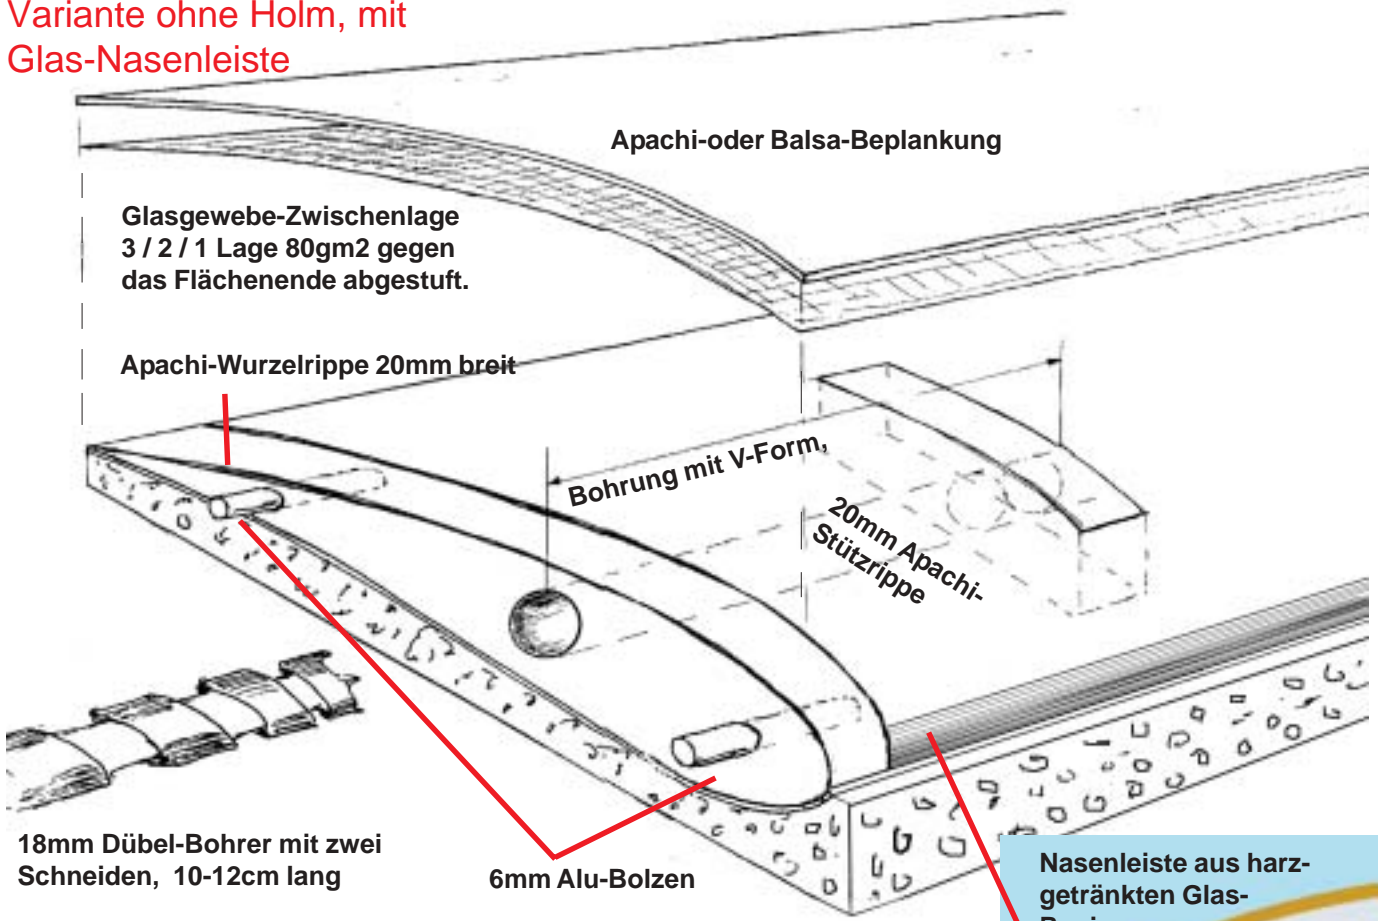 Variante ohne Holm, mit
Glas-Nasenleiste
Apachi-oder Balsa-Beplankung
Glasgewebe-Zwischenlage
3 / 2 / 1 Lage 80gm2 gegen
das Flächenende abgestuft.
Apachi-Wurzelrippe 20mm breit
Bohrung mit V-Form,
20mm Apachi-
Stützrippe
18mm Dübel-Bohrer mit zwei
Schneiden, 10-12cm lang
6mm Alu-Bolzen
Nasenleiste aus harz-
getränkten Glas-